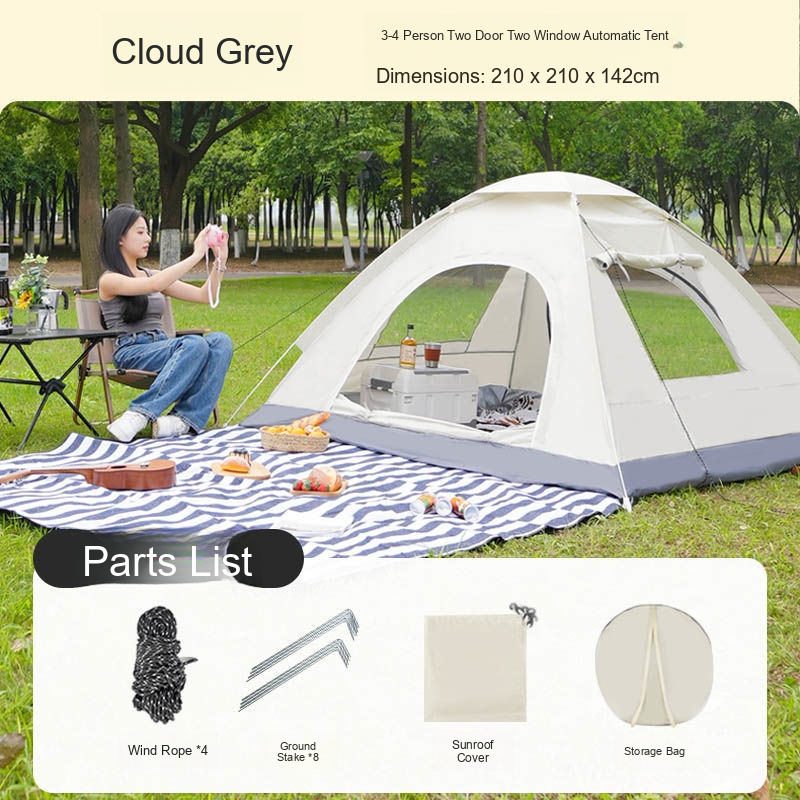 Cloud Grey
3-4 Person Two Door Two Window Automatic Tent
Dimensions: 210 x 210 x 142cm
Parts List
Wind Rope *4
Ground
Stake *8
Sunroof
Cover
Storage Bag